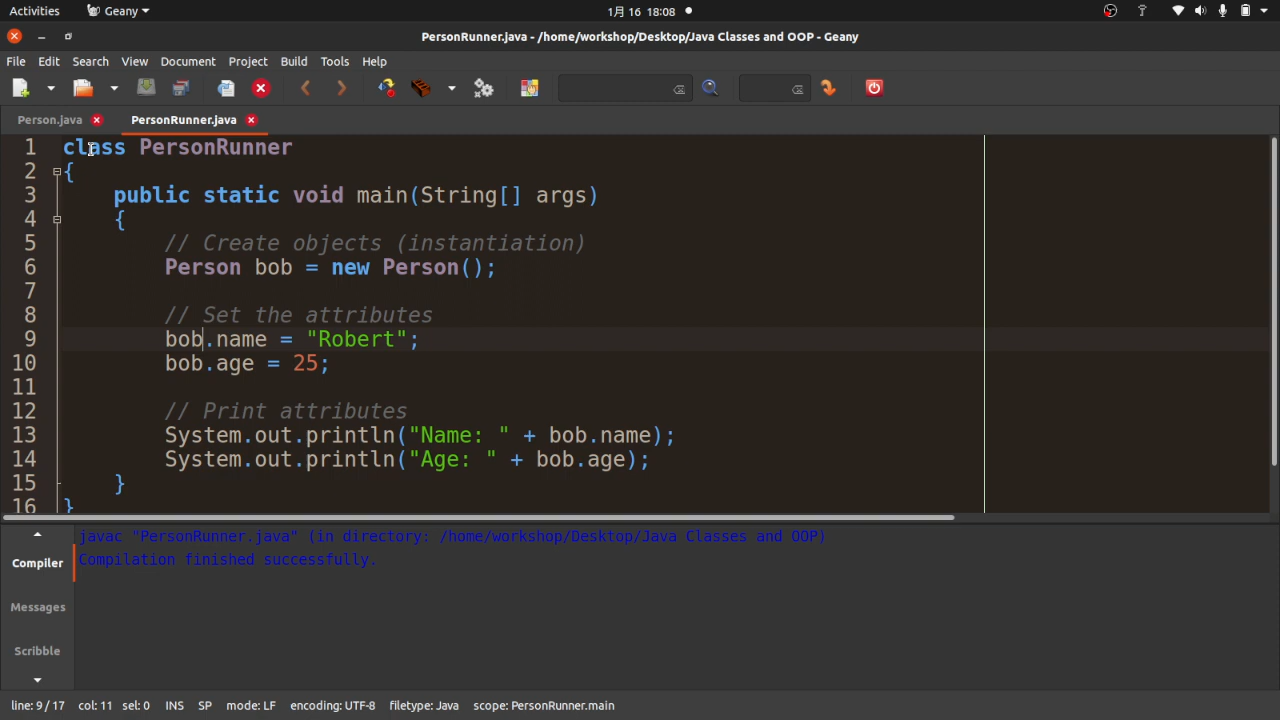 Activities Geany 1月 16 18:08
PersonRunner.java - /home/workshop/Desktop/Java Classes and OOP - Geany
File Edit Search View Document Project Build Tools Help
Person.java PersonRunner.java
1 class PersonRunner
2 {
3 public static void main(String[] args)
4 {
5 // Create objects (instantiation)
6 Person bob = new Person();
7
8 // Set the attributes
9 bob.name = "Robert";
10 bob.age = 25;
11
12 // Print attributes
13 System.out.println("Name: " + bob.name);
14 System.out.println("Age: " + bob.age);
15 }
16 }
javac "PersonRunner.java" (in directory: /home/workshop/Desktop/Java Classes and OOP)
Compiler Compilation finished successfully.
Messages
Scribble
line: 9 / 17 col: 11 sel: 0 INS SP mode: LF encoding: UTF-8 filetype: Java scope: PersonRunner.main